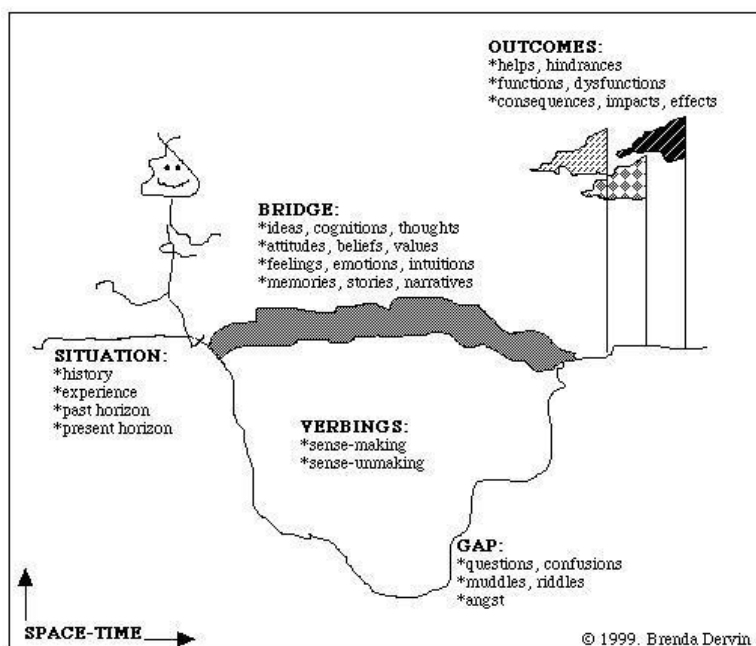 OUTCOMES:
*helps, hindrances
*functions, dysfunctions
*consequences, impacts, effects
BRIDGE:
*ideas, cognitions, thoughts
*attitudes, beliefs, values
*feelings, emotions, intuitions
*memories, stories, narratives
SITUATION:
*history
*experience
*past horizon
*present horizon
VERBINGS:
*sense-making
*sense-unmaking
GAP:
*questions, confusions
*muddles, riddles
*angst
SPACE-TIME
© 1999. Brenda Dervin